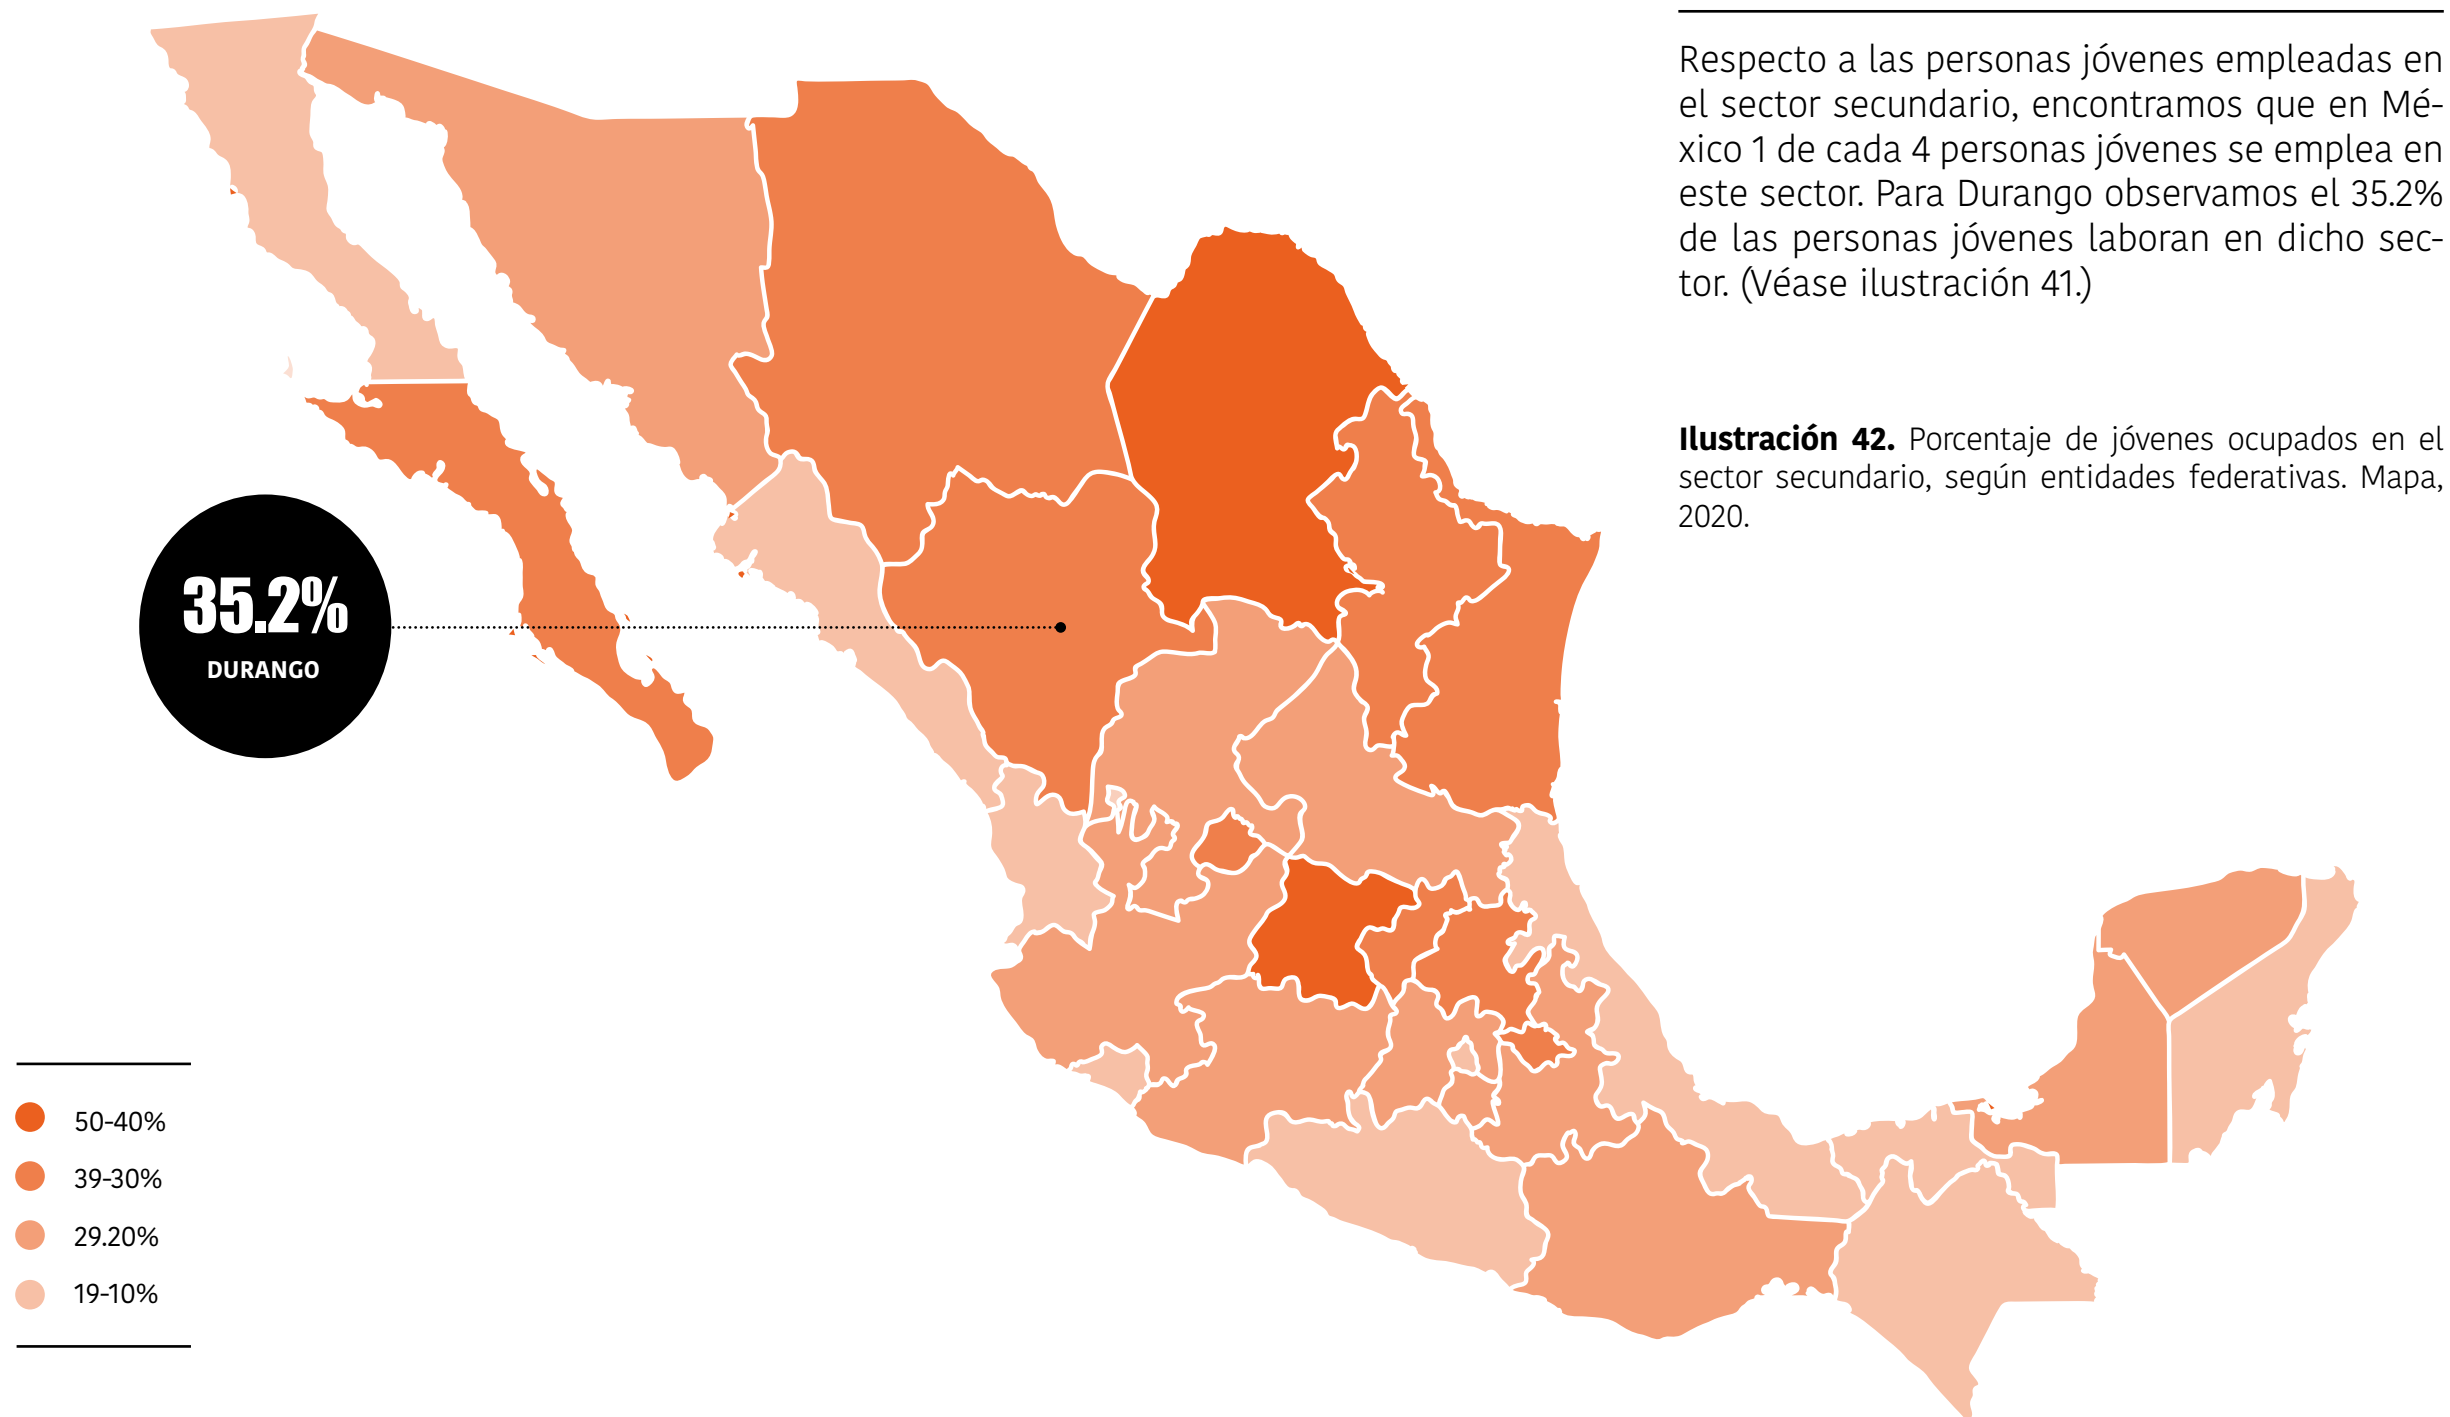 Respecto a las personas jóvenes empleadas en
el sector secundario, encontramos que en Mé-
xico 1 de cada 4 personas jóvenes se emplea en
este sector. Para Durango observamos el 35.2%
de las personas jóvenes laboran en dicho sec-
tor. (Véase ilustración 41.)
Ilustración 42. Porcentaje de jóvenes ocupados en el
sector secundario, según entidades federativas. Mapa,
2020.
35.2%
DURANGO
50-40%
39-30%
29.20%
19-10%